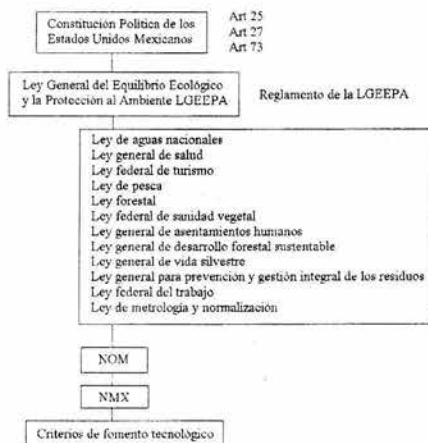 Constitución Política de los
Estados Unidos Mexicanos
Art 25
Art 27
Art 73
Ley General del Equilibrio Ecológico
y la Protección al Ambiente LGEEPA
Reglamento de la LGEEPA
Ley de aguas nacionales
Ley general de salud
Ley federal de turismo
Ley de pesca
Ley forestal
Ley federal de sanidad vegetal
Ley general de asentamientos humanos
Ley general de desarrollo forestal sustentable
Ley general de vida silvestre
Ley general para prevención y gestión integral de los residuos
Ley federal del trabajo
Ley de metrología y normalización
NOM
NMX
Criterios de fomento tecnológico